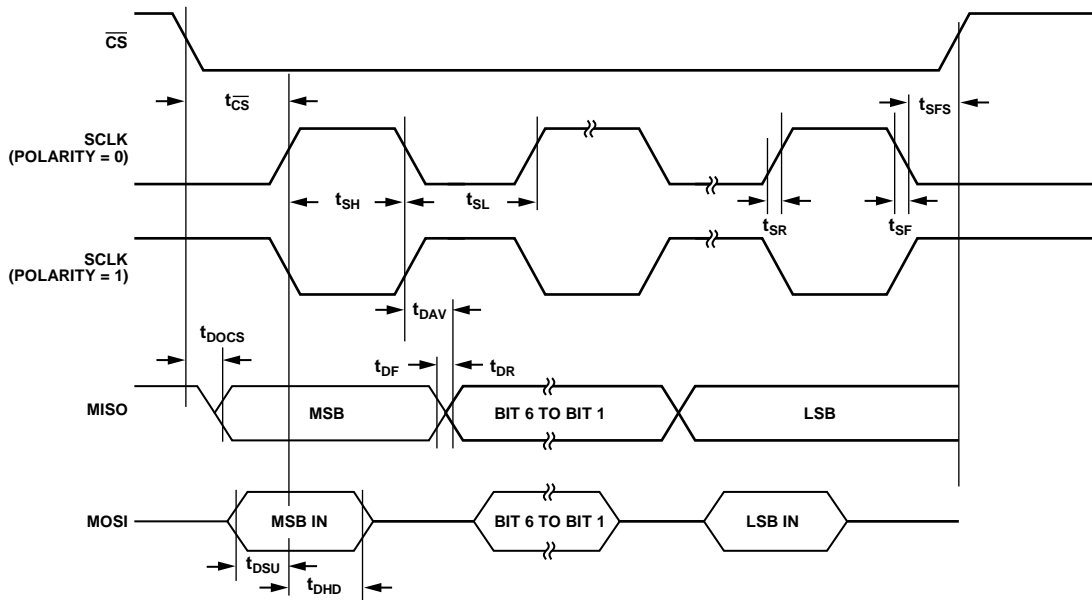 CS
tCS
tSFS
SCLK
(POLARITY = 0)
tSH
tSL
tSR
tSF
SCLK
(POLARITY = 1)
tDAV
tDOCS
tDF
tDR
MISO
MSB
BIT 6 TO BIT 1
LSB
MOSI
MSB IN
BIT 6 TO BIT 1
LSB IN
tDSU
tDHD